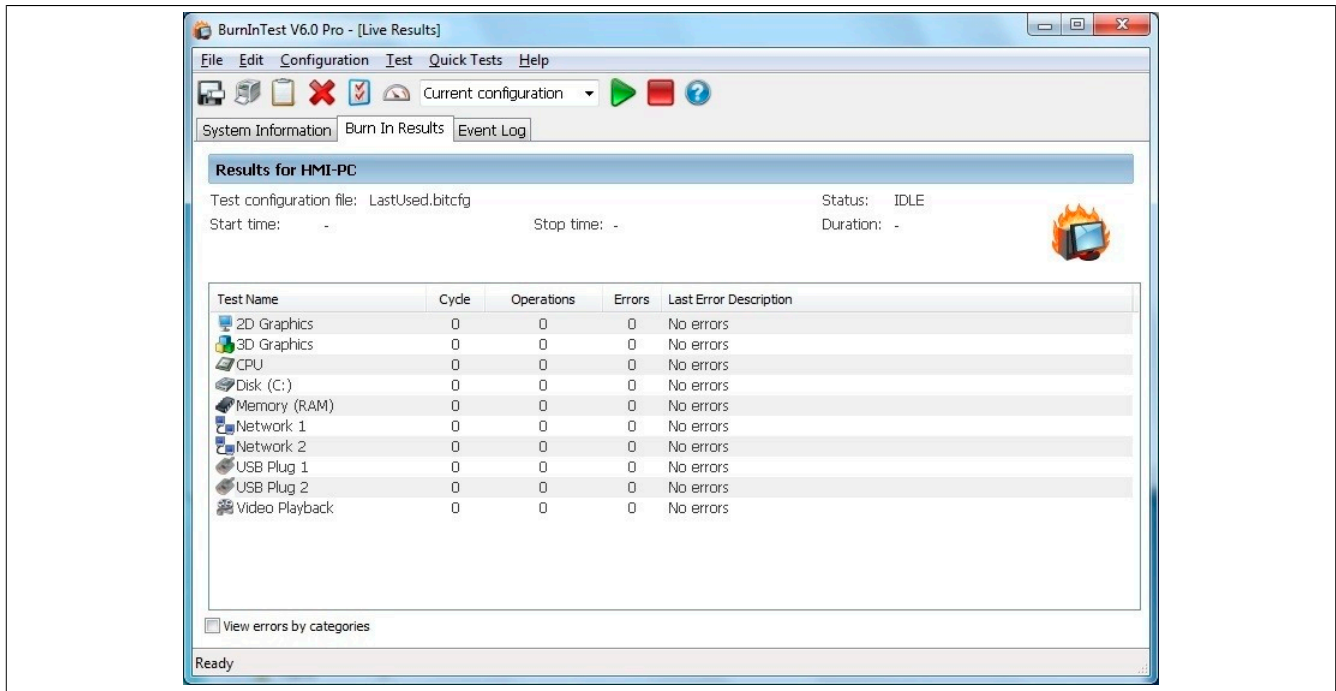 BurnInTest V6.0 Pro - [Live Results]
File Edit Configuration Test Quick Tests Help
Current configuration
System Information Burn In Results Event Log
Results for HMI-PC
Test configuration file: LastUsed.bitcfg Status: IDLE
Start time: - Stop time: - Duration: -
Test Name Cycle Operations Errors Last Error Description
2D Graphics 0 0 0 No errors
3D Graphics 0 0 0 No errors
CPU 0 0 0 No errors
Disk (C:) 0 0 0 No errors
Memory (RAM) 0 0 0 No errors
Network 1 0 0 0 No errors
Network 2 0 0 0 No errors
USB Plug 1 0 0 0 No errors
USB Plug 2 0 0 0 No errors
Video Playback 0 0 0 No errors
View errors by categories
Ready